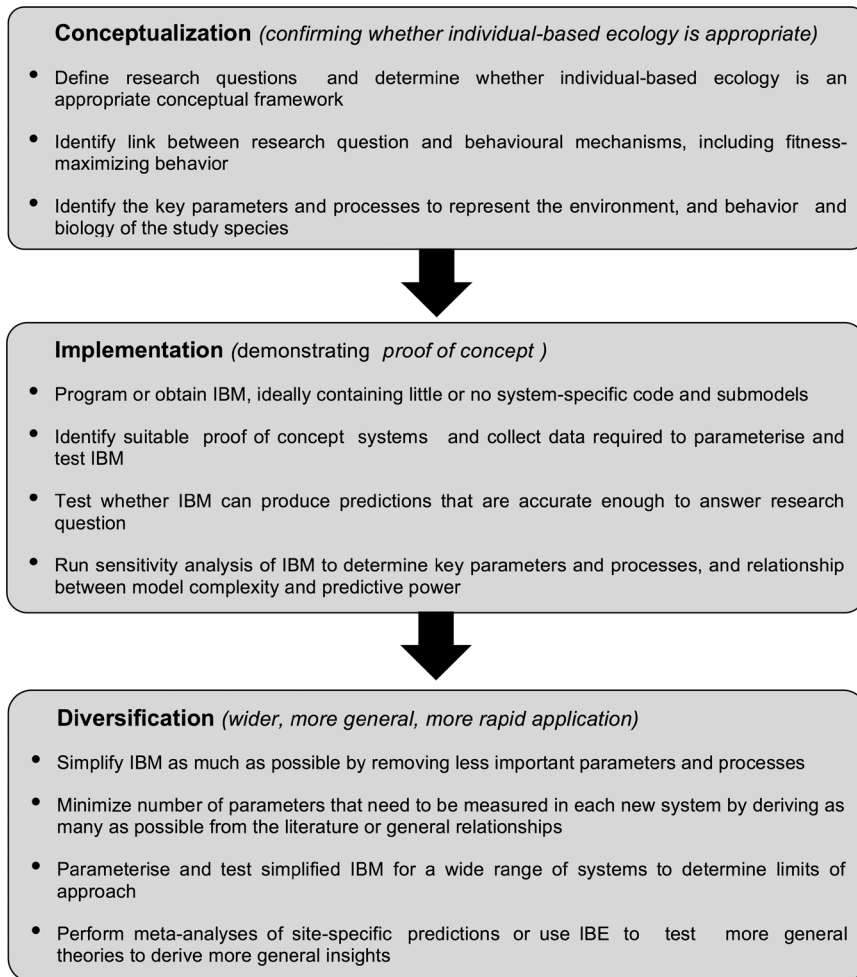 Conceptualization (confirming whether individual-based ecology is appropriate)
• Define research questions and determine whether individual-based ecology is an
appropriate conceptual framework
• Identify link between research question and behavioural mechanisms, including fitness-
maximizing behavior
• Identify the key parameters and processes to represent the environment, and behavior and
biology of the study species
Implementation (demonstrating proof of concept )
• Program or obtain IBM, ideally containing little or no system-specific code and submodels
• Identify suitable proof of concept systems and collect data required to parameterise and
test IBM
• Test whether IBM can produce predictions that are accurate enough to answer research
question
• Run sensitivity analysis of IBM to determine key parameters and processes, and relationship
between model complexity and predictive power
Diversification (wider, more general, more rapid application)
• Simplify IBM as much as possible by removing less important parameters and processes
• Minimize number of parameters that need to be measured in each new system by deriving as
many as possible from the literature or general relationships
• Parameterise and test simplified IBM for a wide range of systems to determine limits of
approach
• Perform meta-analyses of site-specific predictions or use IBE to test more general
theories to derive more general insights